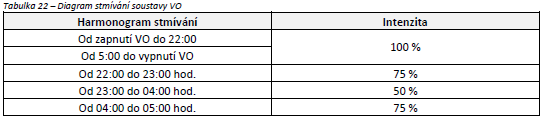 Tabulka 22 – Diagram stmívání soustavy VO
Harmonogram stmívání Intenzita
Od zapnutí VO do 22:00
100 %
Od 5:00 do vypnutí VO
Od 22:00 do 23:00 hod. 75 %
Od 23:00 do 04:00 hod. 50 %
Od 04:00 do 05:00 hod. 75 %